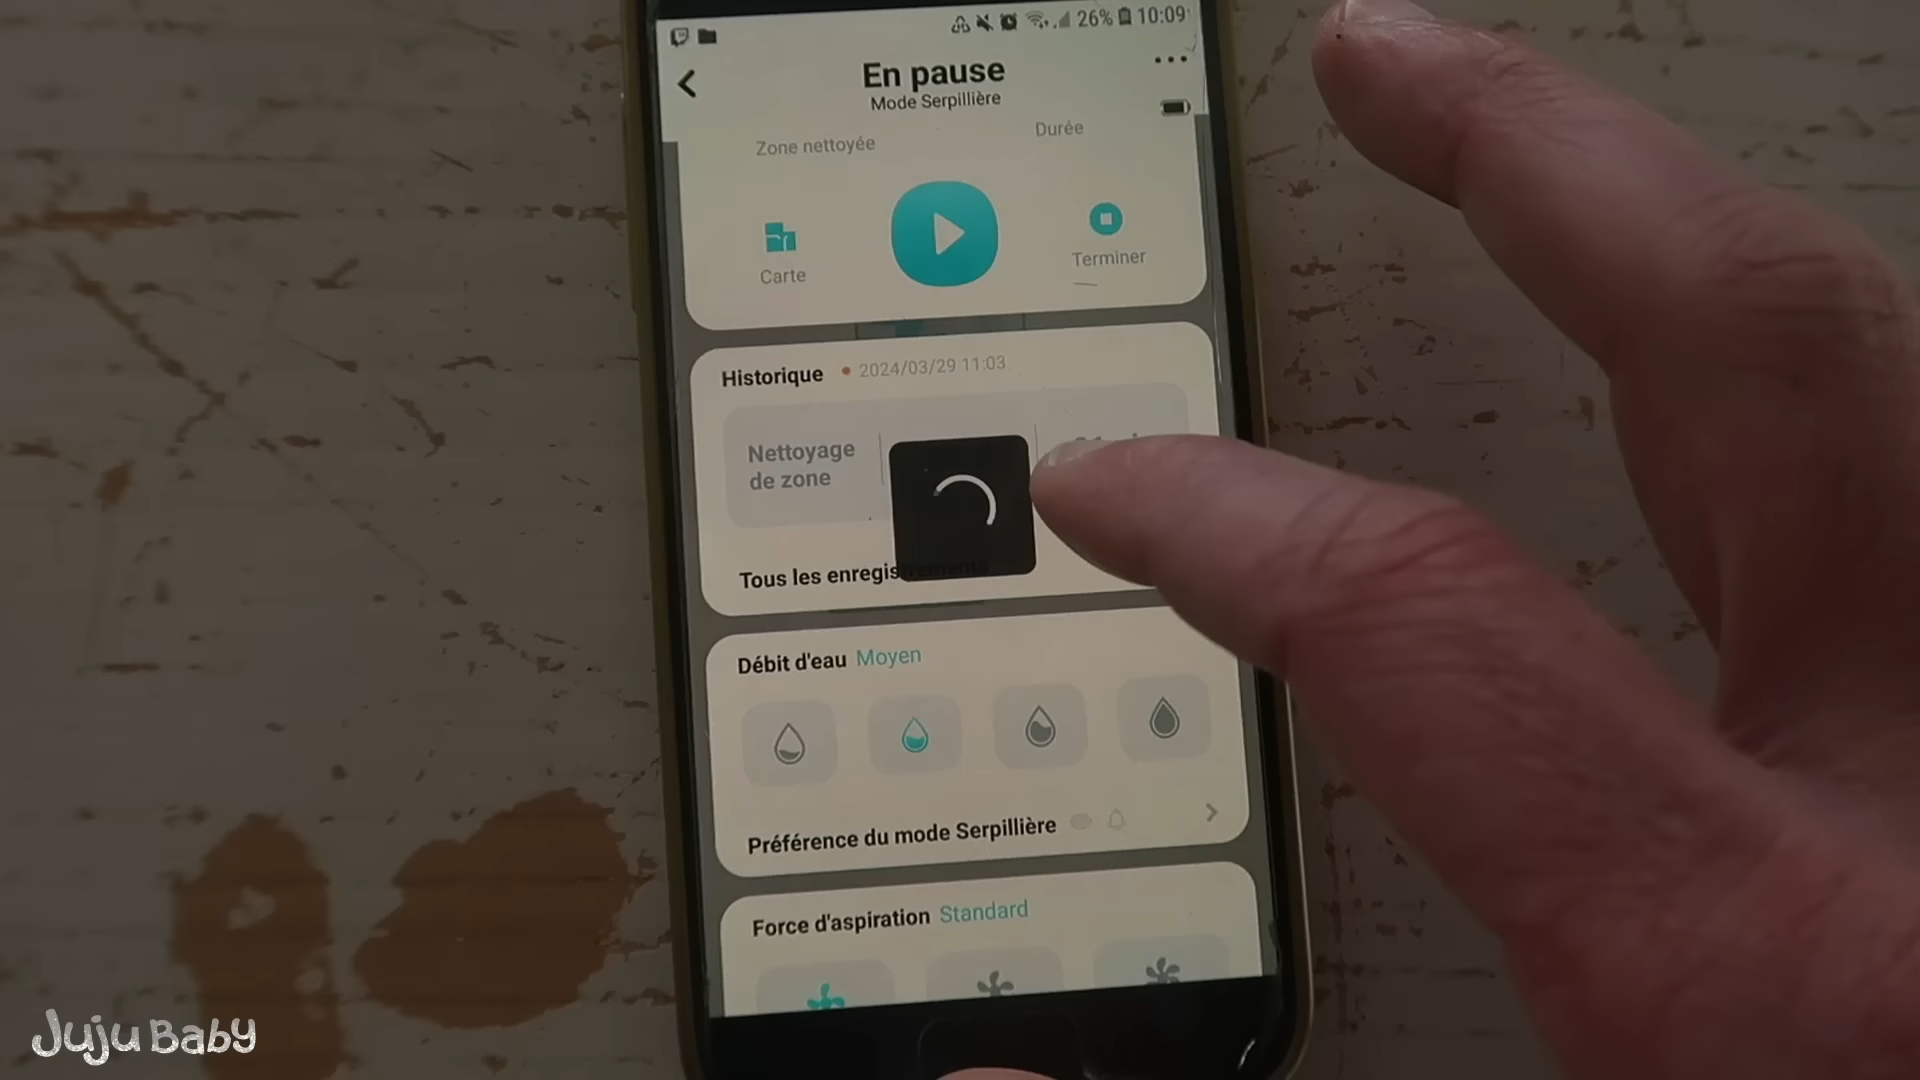 26% 10:09
En pause
Mode Serpillière
Zone nettoyée
Durée
Carte
Terminer
Historique 2024/03/29 11:03
Nettoyage
de zone
Tous les
Débit d'eau Moyen
Préférence du mode Serpillière
Force d'aspiration Standard
Juju BaBy